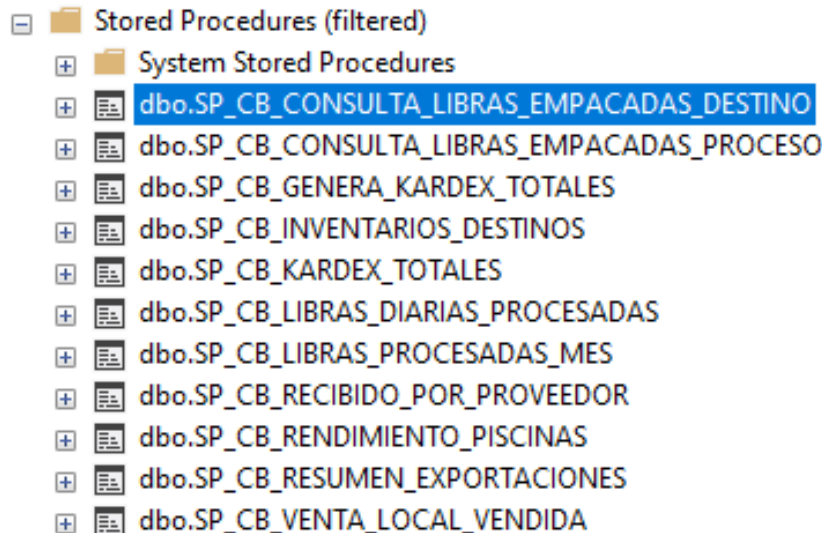 Stored Procedures (filtered)
System Stored Procedures
dbo.SP_CB_CONSULTA_LIBRAS_EMPACADAS_DESTINO
dbo.SP_CB_CONSULTA_LIBRAS_EMPACADAS_PROCESO
dbo.SP_CB_GENERA_KARDEX_TOTALES
dbo.SP_CB_INVENTARIOS_DESTINOS
dbo.SP_CB_KARDEX_TOTALES
dbo.SP_CB_LIBRAS_DIARIAS_PROCESADAS
dbo.SP_CB_LIBRAS_PROCESADAS_MES
dbo.SP_CB_RECIBIDO_POR_PROVEEDOR
dbo.SP_CB_RENDIMIENTO_PISCINAS
dbo.SP_CB_RESUMEN_EXPORTACIONES
dbo.SP_CB_VENTA_LOCAL_VENDIDA